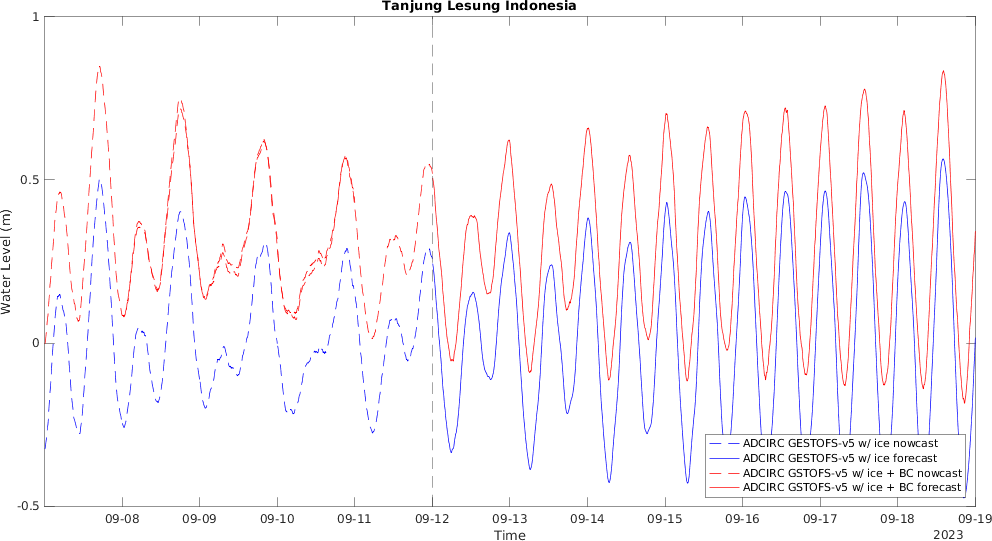 Tanjung Lesung Indonesia
Water Level (m)
1
0.5
0
-0.5
09-08 09-09 09-10 09-11 09-12 09-13 09-14 09-15 09-16 09-17 09-18 09-19
Time
2023
ADCIRC GESTOFS-v5 w/ ice nowcast
ADCIRC GESTOFS-v5 w/ ice forecast
ADCIRC GSTOFS-v5 w/ ice + BC nowcast
ADCIRC GSTOFS-v5 w/ ice + BC forecast